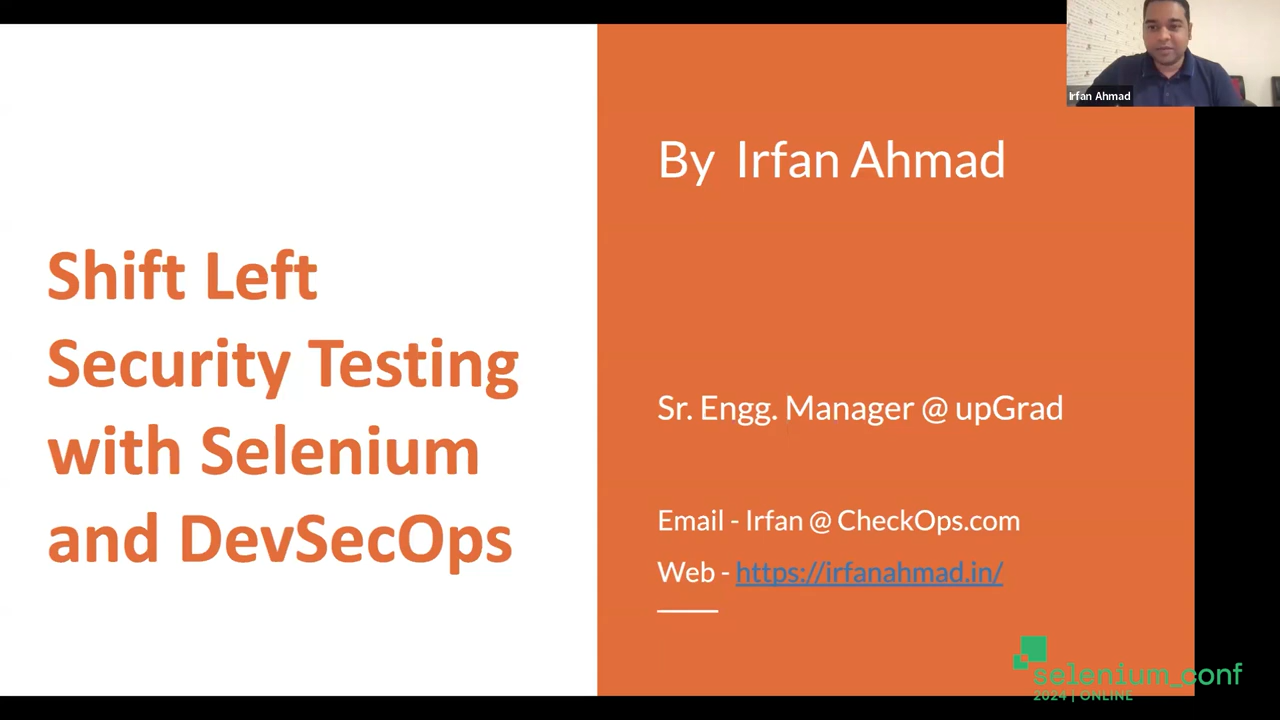 Shift Left
Security Testing
with Selenium
and DevSecOps
By Irfan Ahmad
Sr. Engg. Manager @ upGrad
Email - Irfan @ CheckOps.com
Web - https://irfanahmad.in/
Irfan Ahmad
selenium_conf
2024 | ONLINE